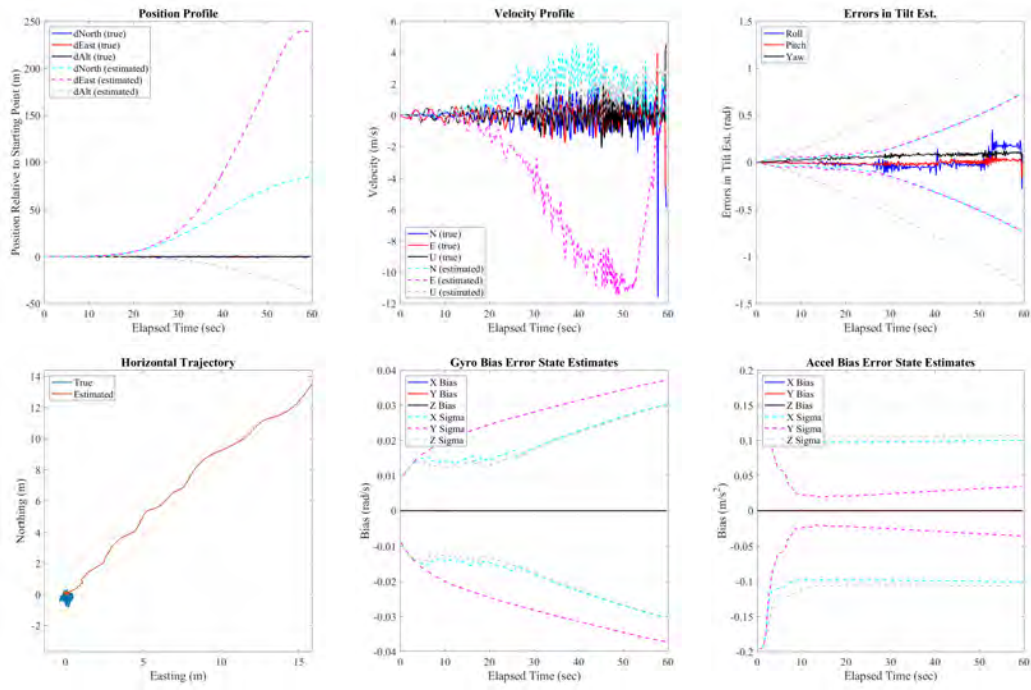 Position Profile
250
200
150
100
50
0
-50
Position Relative to Starting Point (m)
dNorth (true)
dEast (true)
dAlt (true)
dNorth (estimated)
dEast (estimated)
dAlt (estimated)
0 10 20 30 40 50 60
Elapsed Time (sec)
Velocity Profile
8
6
4
2
0
-2
-4
-6
-8
-10
-12
Velocity (m/s)
N (true)
E (true)
U (true)
N (estimated)
E (estimated)
U (estimated)
0 10 20 30 40 50 60
Elapsed Time (sec)
Errors in Tilt Est.
1.5
1
0.5
0
-0.5
-1
-1.5
Errors in Tilt Est. (rad)
Roll
Pitch
Yaw
0 10 20 30 40 50 60
Elapsed Time (sec)
Horizontal Trajectory
14
12
10
8
6
4
2
0
-2
Northing (m)
True
Estimated
0 5 10 15
Easting (m)
Gyro Bias Error State Estimates
0.04
0.03
0.02
0.01
0
-0.01
-0.02
-0.03
-0.04
Bias (rad/s)
X Bias
Y Bias
Z Bias
X Sigma
Y Sigma
Z Sigma
0 10 20 30 40 50 60
Elapsed Time (sec)
Accel Bias Error State Estimates
0.2
0.15
0.1
0.05
0
-0.05
-0.1
-0.15
-0.2
Bias (m/s²)
X Bias
Y Bias
Z Bias
X Sigma
Y Sigma
Z Sigma
0 10 20 30 40 50 60
Elapsed Time (sec)